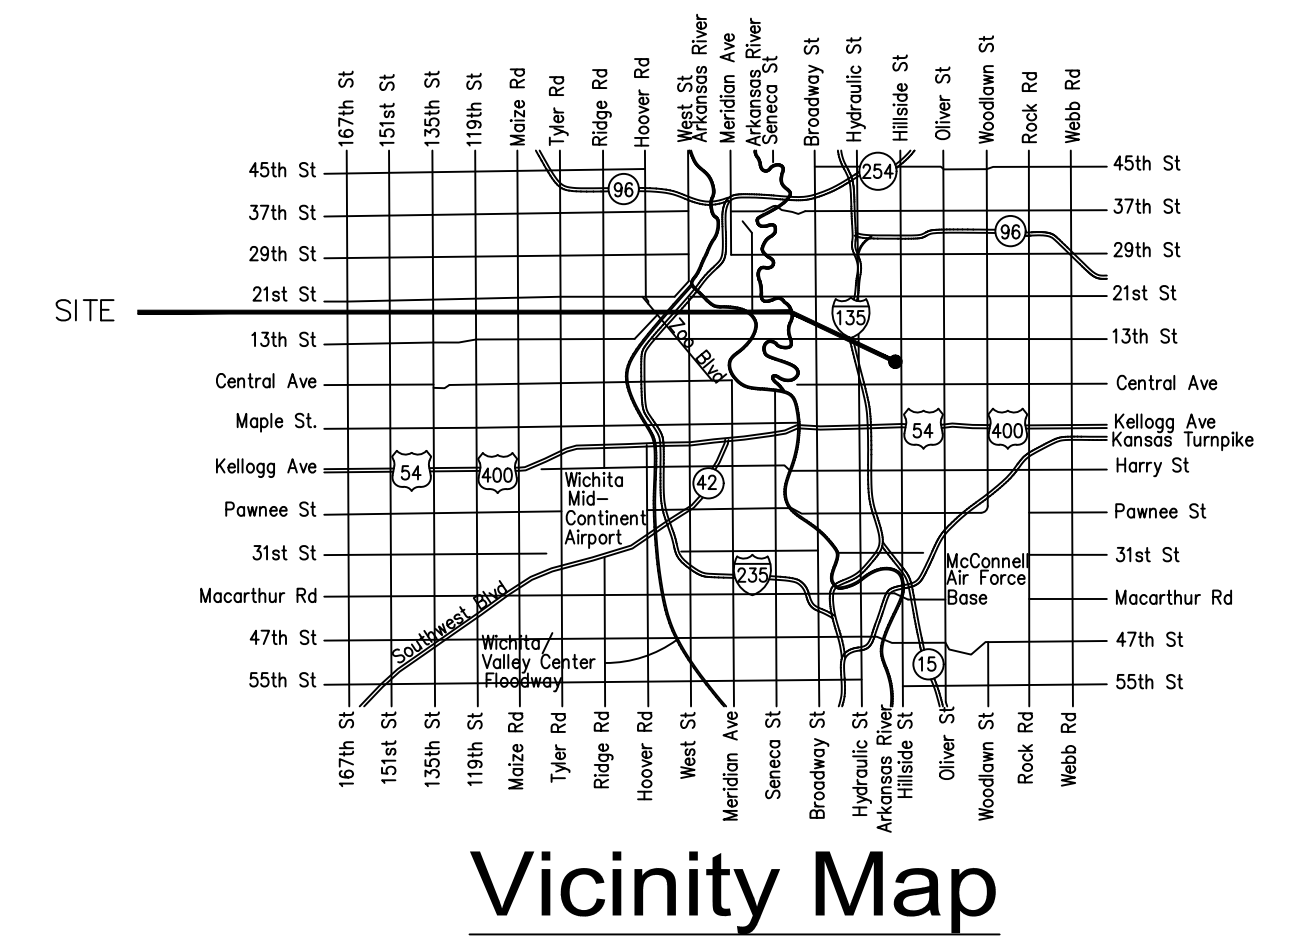 167th St
151st St
135th St
119th St
Maize Rd
Tyler Rd
Ridge Rd
Hoover Rd
West St
Arkansas River
Meridian Ave
Arkansas River
Seneca St
Broadway St
Hydraulic St
Hillside St
Oliver St
Woodlawn St
Rock Rd
Webb Rd
45th St
254
45th St
96
37th St
37th St
96
29th St
29th St
21st St
21st St
SITE
135
13th St
13th St
Zoo Blvd
Central Ave
Central Ave
Maple St.
54
400
Kellogg Ave
Kansas Turnpike
Kellogg Ave
54
400
Harry St
Wichita
Mid-
Continent
Airport
42
Pawnee St
Pawnee St
31st St
31st St
McConnell
Air Force
Base
235
Macarthur Rd
Macarthur Rd
Southwest Blvd
47th St
47th St
Wichita/
Valley Center
Floodway
15
55th St
55th St
167th St
151st St
135th St
119th St
Maize Rd
Tyler Rd
Ridge Rd
Hoover Rd
West St
Meridian Ave
Seneca St
Broadway St
Hydraulic St
Arkansas River
Hillside St
Oliver St
Woodlawn St
Rock Rd
Webb Rd
Vicinity Map